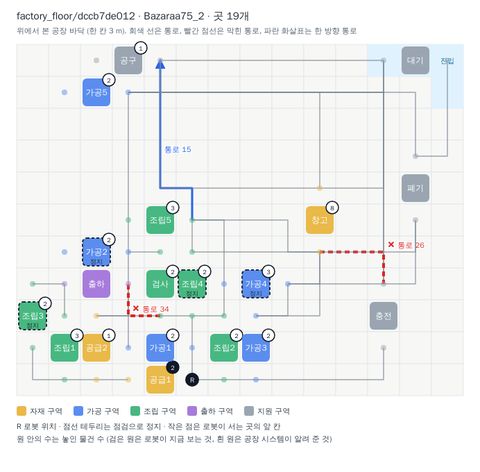 factory_floor/dccb7de012 · Bazaraa75_2 · 곳 19개
위에서 본 공장 바닥 (한 칸 3 m). 회색 선은 통로, 빨간 점선은 막힌 통로, 파란 화살표는 한 방향 통로
공구 1
대기
전립
가공5 2
통로 15
폐기
조립5 3
창고 8
✕ 통로 26
가공2 정지 2
출하
검사 2
조립4 정지 2
가공4 정지 3
조립3 정지 2
✕ 통로 34
충전
조립1 3
공급2 1
가공1 2
조립2 2
가공3 2
공급1 2
R
자재 구역
가공 구역
조립 구역
출하 구역
지원 구역
R 로봇 위치 · 점선 테두리는 점검으로 정지 · 작은 점은 로봇이 서는 곳의 앞 칸
원 안의 수는 놓인 물건 수 (검은 원은 로봇이 지금 보는 것, 흰 원은 공장 시스템이 알려 준 것)